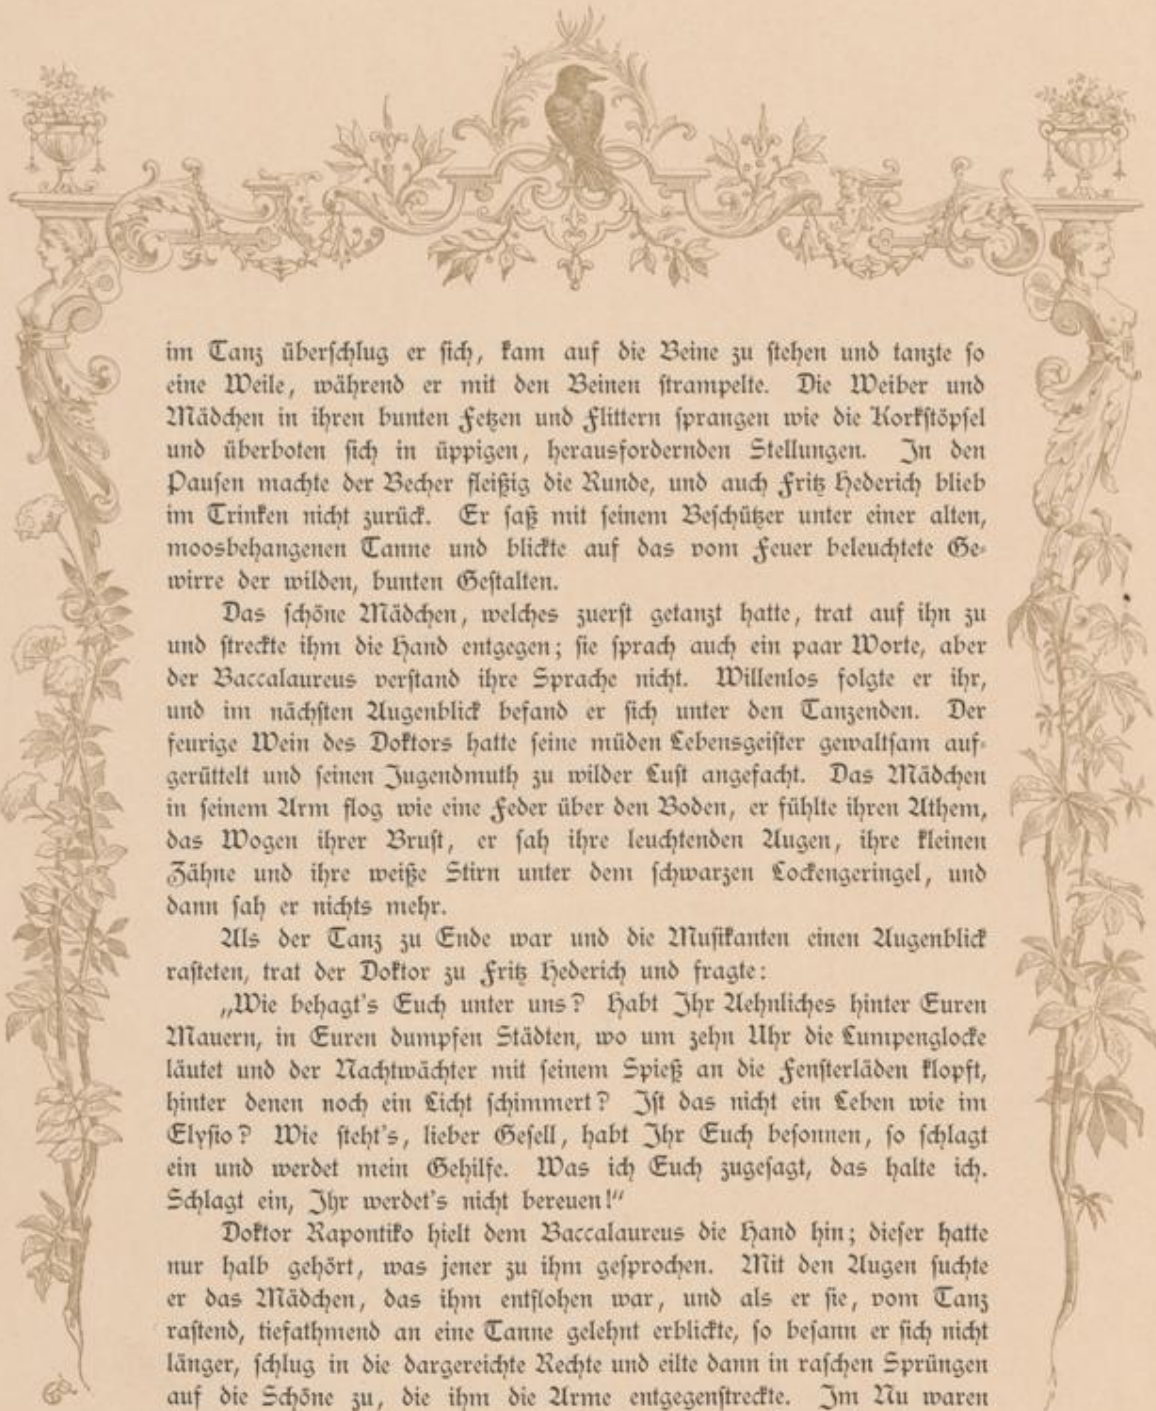 im Tanz überschlug er sich, kam auf die Beine zu stehen und tanzte so
eine Weile, während er mit den Beinen strampelte. Die Weiber und
Mädchen in ihren bunten Fetzen und Flittern sprangen wie die Korkstöpsel
und überboten sich in üppigen, herausfordernden Stellungen. In den
Pausen machte der Becher fleißig die Runde, und auch Fritz Hederich blieb
im Trinken nicht zurück. Er saß mit seinem Beschützer unter einer alten,
moosbehangenen Tanne und blickte auf das vom Feuer beleuchtete Ge-
wirre der wilden, bunten Gestalten.
Das schöne Mädchen, welches zuerst getanzt hatte, trat auf ihn zu
und streckte ihm die Hand entgegen; sie sprach auch ein paar Worte, aber
der Baccalaureus verstand ihre Sprache nicht. Willenlos folgte er ihr,
und im nächsten Augenblick befand er sich unter den Tanzenden. Der
feurige Wein des Doktors hatte seine müden Lebensgeister gewaltsam auf-
gerüttelt und seinen Jugendmuth zu wilder Lust angefacht. Das Mädchen
in seinem Arm flog wie eine Feder über den Boden, er fühlte ihren Athem,
das Wogen ihrer Brust, er sah ihre leuchtenden Augen, ihre kleinen
Zähne und ihre weiße Stirn unter dem schwarzen Lockengeringel, und
dann sah er nichts mehr.
Als der Tanz zu Ende war und die Musikanten einen Augenblick
rasteten, trat der Doktor zu Fritz Hederich und fragte:
„Wie behagt's Euch unter uns? Habt Ihr Aehnliches hinter Euren
Mauern, in Euren dumpfen Städten, wo um zehn Uhr die Lumpenglocke
läutet und der Nachtwächter mit seinem Spieß an die Fensterläden klopft,
hinter denen noch ein Licht schimmert? Ist das nicht ein Leben wie im
Elysio? Wie steht's, lieber Gesell, habt Ihr Euch besonnen, so schlagt
ein und werdet mein Gehilfe. Was ich Euch zugesagt, das halte ich.
Schlagt ein, Ihr werdet's nicht bereuen!“
Doktor Rapontiko hielt dem Baccalaureus die Hand hin; dieser hatte
nur halb gehört, was jener zu ihm gesprochen. Mit den Augen suchte
er das Mädchen, das ihm entflohen war, und als er sie, vom Tanz
rastend, tiefathmend an eine Tanne gelehnt erblickte, so besann er sich nicht
länger, schlug in die dargereichte Rechte und eilte dann in raschen Sprüngen
auf die Schöne zu, die ihm die Arme entgegenstreckte. Im Nu waren